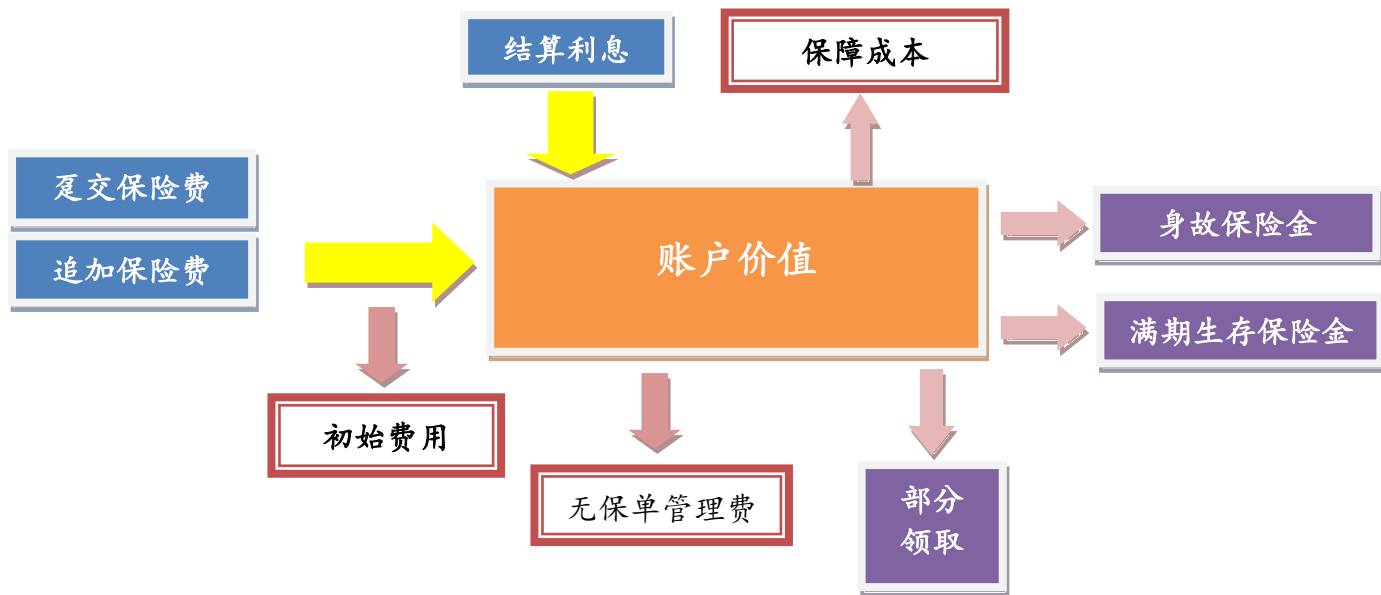 结算利息
保障成本
趸交保险费
追加保险费
账户价值
身故保险金
满期生存保险金
初始费用
无保单管理费
部分
领取